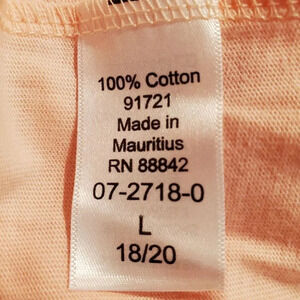 100% Cotton
91721
Made in
Mauritius
RN 88842
07-2718-0
L
18/20